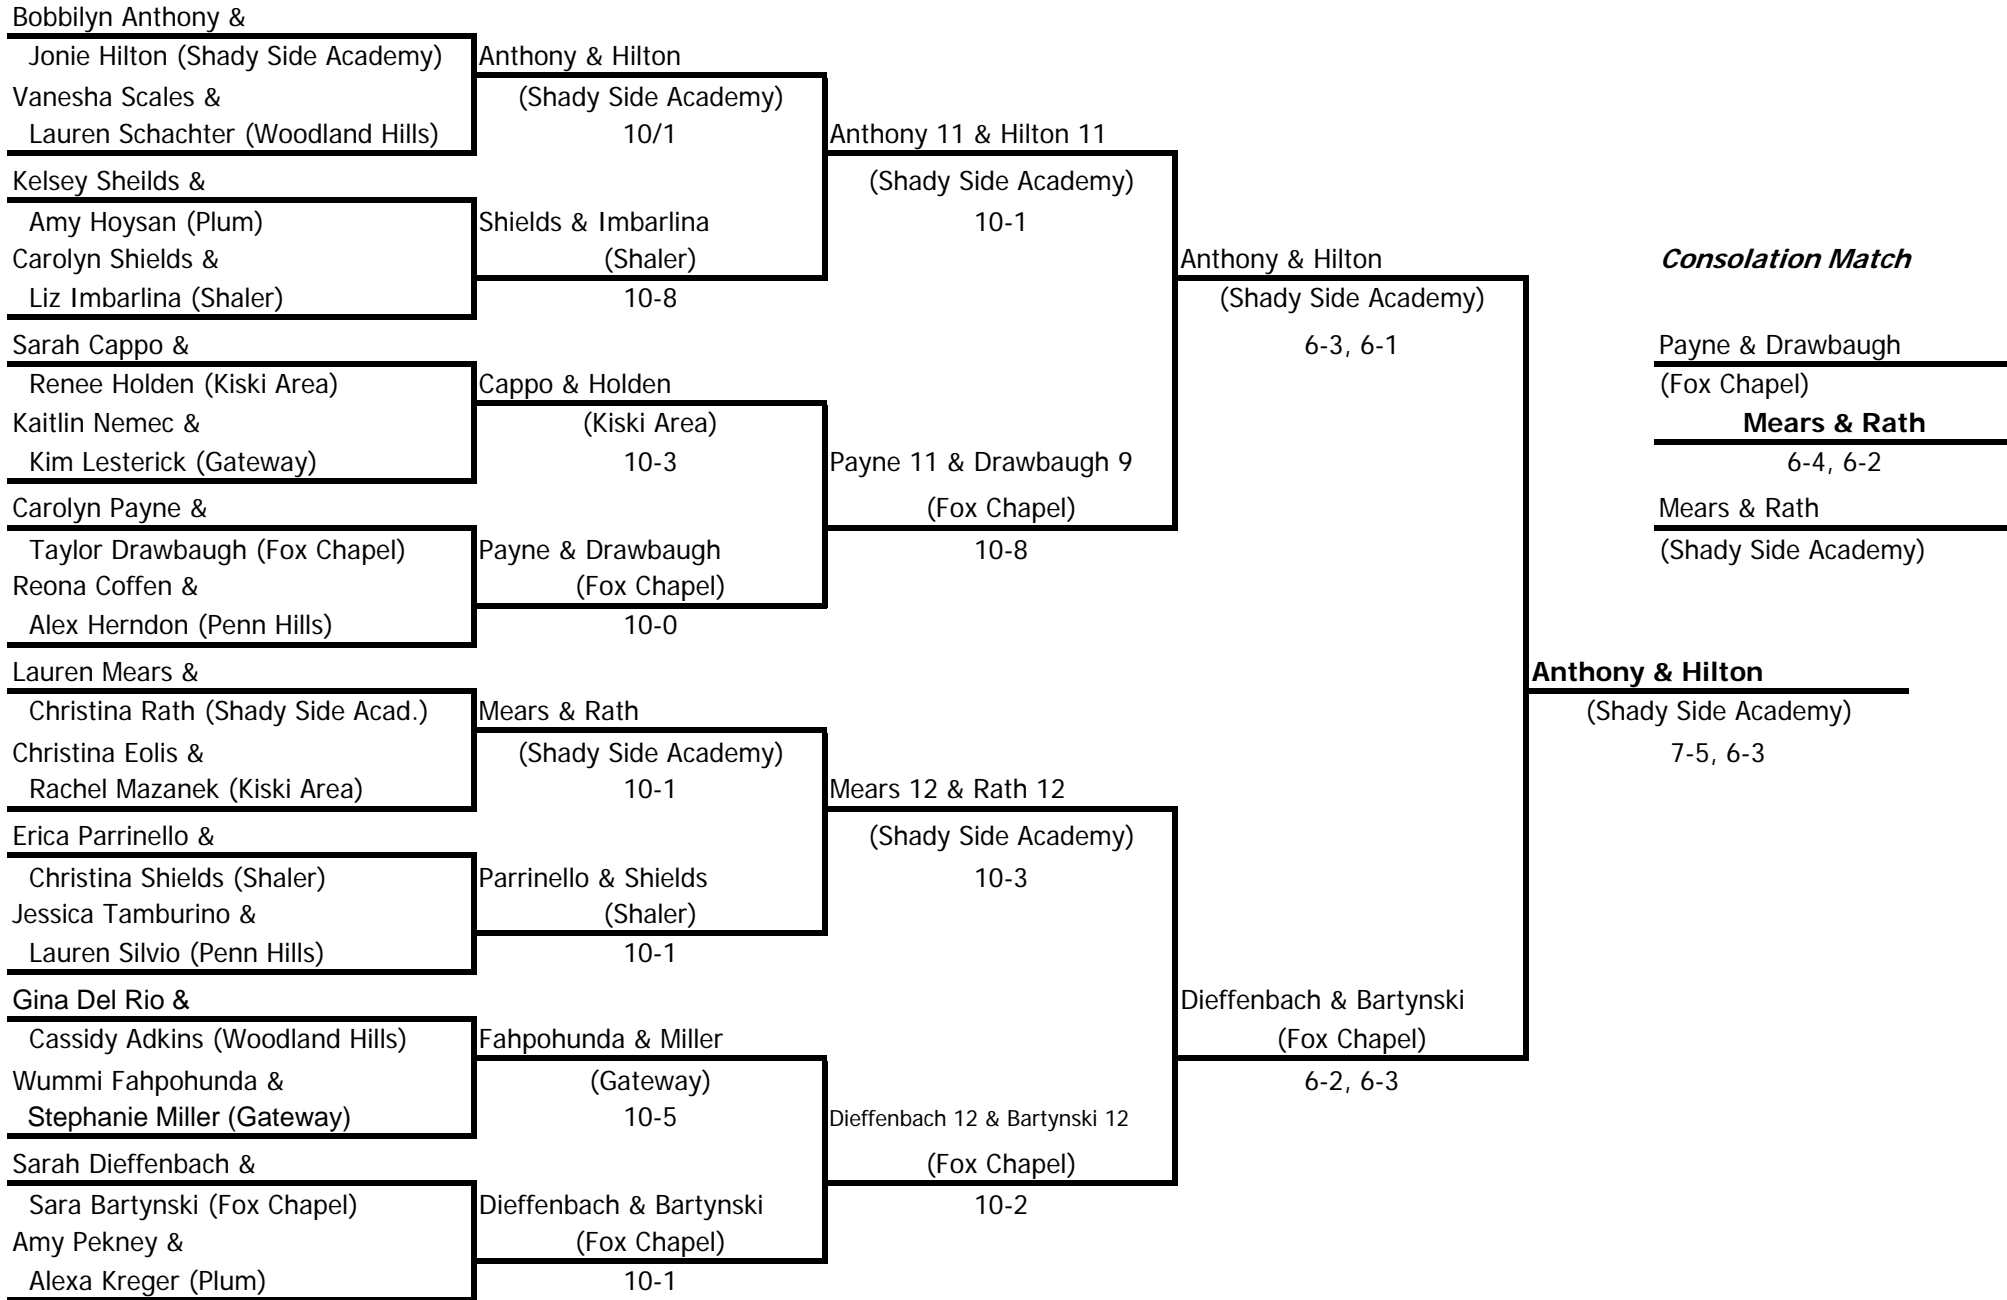 Bobbilyn Anthony &
Jonie Hilton (Shady Side Academy)
Vanesha Scales &
Lauren Schachter (Woodland Hills)
Kelsey Sheilds &
Amy Hoysan (Plum)
Carolyn Shields &
Liz Imbarlina (Shaler)
Sarah Cappo &
Renee Holden (Kiski Area)
Kaitlin Nemec &
Kim Lesterick (Gateway)
Carolyn Payne &
Taylor Drawbaugh (Fox Chapel)
Reona Coffen &
Alex Herndon (Penn Hills)
Lauren Mears &
Christina Rath (Shady Side Acad.)
Christina Eolis &
Rachel Mazanek (Kiski Area)
Erica Parrinello &
Christina Shields (Shaler)
Jessica Tamburino &
Lauren Silvio (Penn Hills)
Gina Del Rio &
Cassidy Adkins (Woodland Hills)
Wummi Fahpohunda &
Stephanie Miller (Gateway)
Sarah Dieffenbach &
Sara Bartynski (Fox Chapel)
Amy Pekney &
Alexa Kreger (Plum)
Anthony & Hilton
(Shady Side Academy)
10/1
Shields & Imbarlina
(Shaler)
10-8
Cappo & Holden
(Kiski Area)
10-3
Payne & Drawbaugh
(Fox Chapel)
10-0
Mears & Rath
(Shady Side Academy)
10-1
Parrinello & Shields
(Shaler)
10-1
Fahpohunda & Miller
(Gateway)
10-5
Dieffenbach & Bartynski
(Fox Chapel)
10-1
Anthony 11 & Hilton 11
(Shady Side Academy)
10-1
Payne 11 & Drawbaugh 9
(Fox Chapel)
10-8
Mears 12 & Rath 12
(Shady Side Academy)
10-3
Dieffenbach 12 & Bartynski 12
(Fox Chapel)
10-2
Anthony & Hilton
(Shady Side Academy)
6-3, 6-1
Dieffenbach & Bartynski
(Fox Chapel)
6-2, 6-3
Anthony & Hilton
(Shady Side Academy)
7-5, 6-3
Consolation Match
Payne & Drawbaugh
(Fox Chapel)
Mears & Rath
6-4, 6-2
Mears & Rath
(Shady Side Academy)